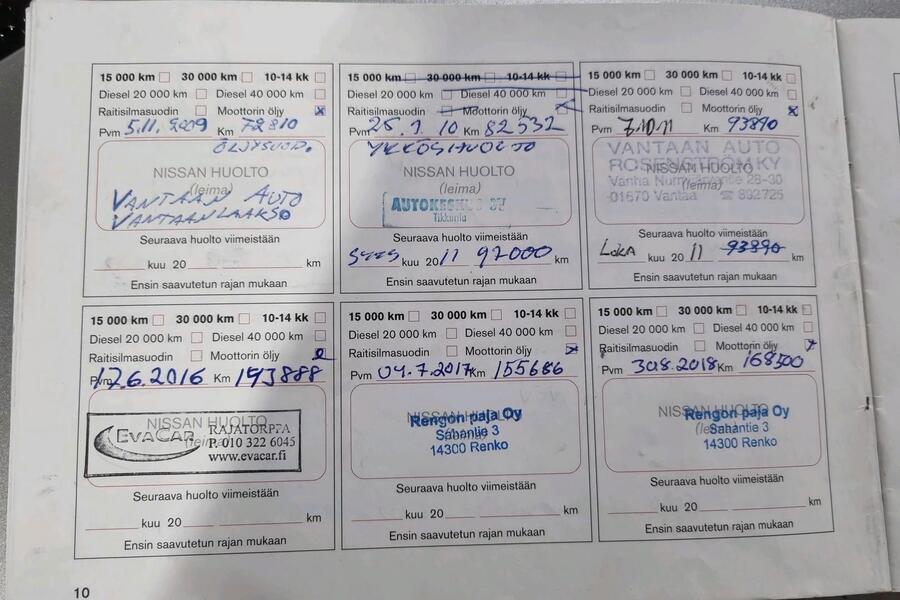 15 000 km 30 000 km 10-14 kk
Diesel 20 000 km Diesel 40 000 km
Raitisilmasuodin Moottorin öljy x
Pvm 5.11.2009 Km 72810
ÖLJYSUOD.
NISSAN HUOLTO
(leima)
VANTAAN AUTO
VANTAANLAAKSO
Seuraava huolto viimeistään
kuu 20 km
Ensin saavutetun rajan mukaan
15 000 km 30 000 km 10-14 kk
Diesel 20 000 km Diesel 40 000 km
Raitisilmasuodin Moottorin öljy
Pvm 25.1.10 Km 82532
YKKÖSHUOLTO
NISSAN HUOLTO
(leima)
AUTOKESKUS OY
Tikkurila
Seuraava huolto viimeistään
SYYS kuu 2011 97000
Ensin saavutetun rajan mukaan
15 000 km 30 000 km 10-14 kk
Diesel 20 000 km Diesel 40 000 km
Raitisilmasuodin Moottorin öljy x
Pvm 7.10.11 Km 93890
VANTAAN AUTO
ROSENSTRÖM KY
NISSAN HUOLTO
(leima)
Vanha 28-30
01670 Vantaa ☎ 892725
Seuraava huolto viimeistään
LOKA kuu 2011 93890 km
Ensin saavutetun rajan mukaan
15 000 km 30 000 km 10-14 kk
Diesel 20 000 km Diesel 40 000 km
Raitisilmasuodin Moottorin öljy
Pvm 17.6.2016 Km 143888
NISSAN HUOLTO
(leima)
EVACAR RAJATORPPA
P. 010 322 6045
www.evacar.fi
Seuraava huolto viimeistään
kuu 20 km
Ensin saavutetun rajan mukaan
15 000 km 30 000 km 10-14 kk
Diesel 20 000 km Diesel 40 000 km
Raitisilmasuodin Moottorin öljy x
Pvm 04.7.2017 Km 155686
NISSAN HUOLTO
Rengon paja Oy
Sahantie 3
14300 Renko
Seuraava huolto viimeistään
kuu 20 km
Ensin saavutetun rajan mukaan
15 000 km 30 000 km 10-14 kk
Diesel 20 000 km Diesel 40 000 km
Raitisilmasuodin Moottorin öljy x
Pvm 30.8.2018 Km 168500
NISSAN HUOLTO
Rengon paja Oy
Sahantie 3
14300 Renko
Seuraava huolto viimeistään
kuu 20 km
Ensin saavutetun rajan mukaan
10